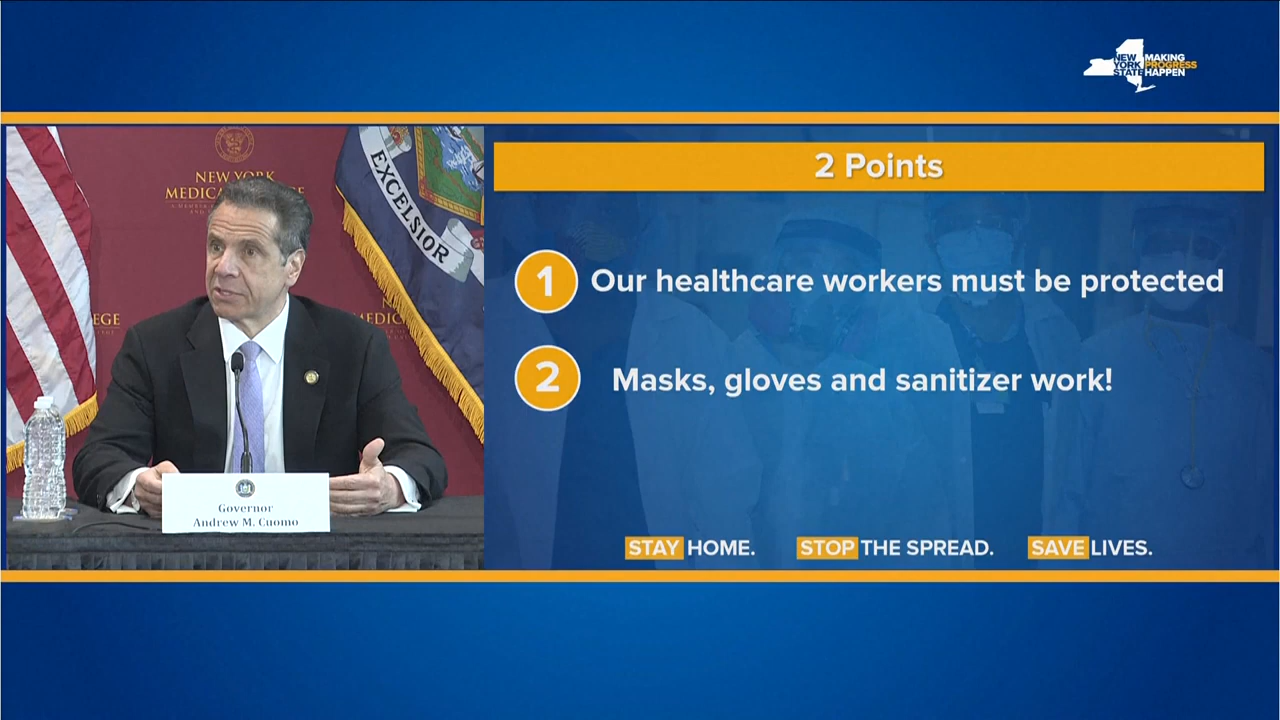 NEW YORK STATE
MAKING PROGRESS HAPPEN
NEW YORK
EXCELSIOR
Governor
Andrew M. Cuomo
2 Points
1 Our healthcare workers must be protected
2 Masks, gloves and sanitizer work!
STAY HOME. STOP THE SPREAD. SAVE LIVES.